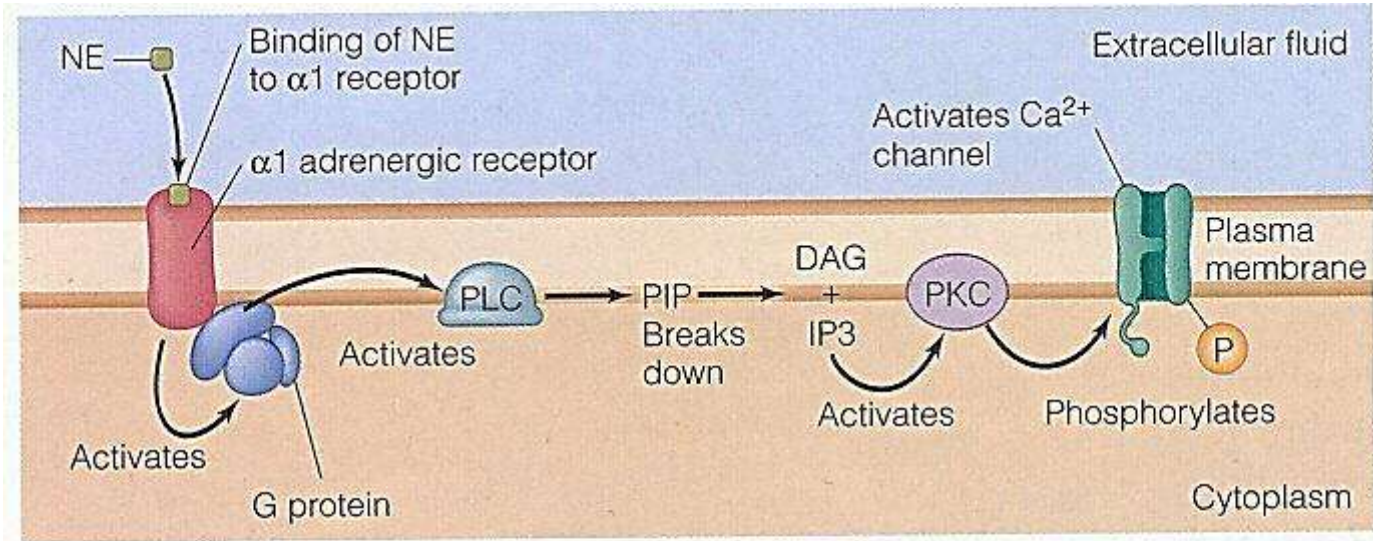 NE
Binding of NE
to α1 receptor
α1 adrenergic receptor
Extracellular fluid
Activates Ca²⁺
channel
Plasma
membrane
PLC
PIP
Breaks
down
DAG
+
IP3
PKC
P
Activates
Activates
Activates
Phosphorylates
G protein
Cytoplasm